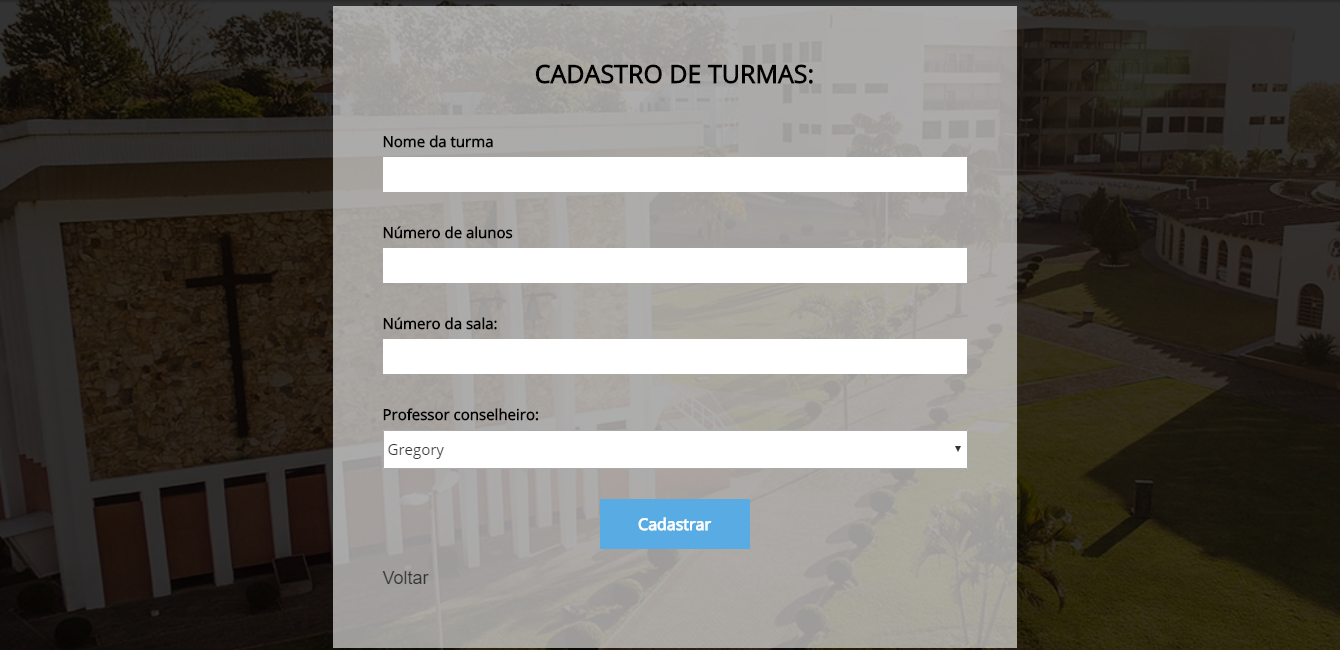 CADASTRO DE TURMAS:
Nome da turma
Número de alunos
Número da sala:
Professor conselheiro:
Gregory
Cadastrar
Voltar